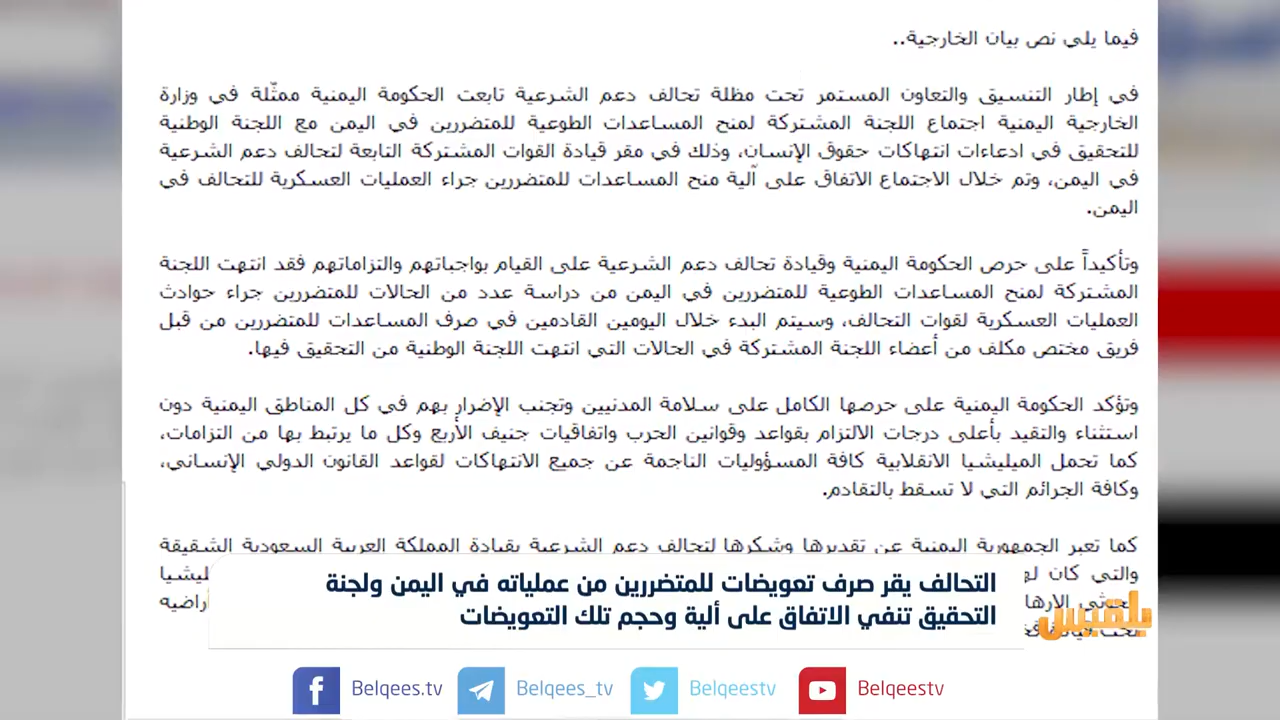 فيما يلي نص بيان الخارجية..
في إطار التنسيق والتعاون المستمر تحت مظلة تحالف دعم الشرعية تابعت الحكومة اليمنية ممثّلة في وزارة
الخارجية اليمنية اجتماع اللجنة المشتركة لمنح المساعدات الطوعية للمتضررين في اليمن مع اللجنة الوطنية
للتحقيق في ادعاءات انتهاكات حقوق الإنسان، وذلك في مقر قيادة القوات المشتركة التابعة لتحالف دعم الشرعية
في اليمن، وتم خلال الاجتماع الاتفاق على آلية منح المساعدات للمتضررين جراء العمليات العسكرية للتحالف في
اليمن.
وتأكيداً على حرص الحكومة اليمنية وقيادة تحالف دعم الشرعية على القيام بواجباتهم والتزاماتهم فقد انتهت اللجنة
المشتركة لمنح المساعدات الطوعية للمتضررين في اليمن من دراسة عدد من الحالات للمتضررين جراء حوادث
العمليات العسكرية لقوات التحالف، وسيتم البدء خلال اليومين القادمين في صرف المساعدات للمتضررين من قبل
فريق مختص مكلف من أعضاء اللجنة المشتركة في الحالات التي انتهت اللجنة الوطنية من التحقيق فيها.
وتؤكد الحكومة اليمنية على حرصها الكامل على سلامة المدنيين وتجنب الإضرار بهم في كل المناطق اليمنية دون
استثناء والتقيد بأعلى درجات الالتزام بقواعد وقوانين الحرب واتفاقيات جنيف الأربع وكل ما يرتبط بها من التزامات،
كما تحمل الميليشيا الانقلابية كافة المسؤوليات الناجمة عن جميع الانتهاكات لقواعد القانون الدولي الإنساني،
وكافة الجرائم التي لا تسقط بالتقادم.
كما تعبر الجمهورية اليمنية عن تقديرها وشكرها لتحالف دعم الشرعية بقيادة المملكة العربية السعودية الشقيقة
والتي كان
التحالف يقر صرف تعويضات للمتضررين من عملياته في اليمن ولجنة
التحقيق تنفي الاتفاق على ألية وحجم تلك التعويضات
بلقيس
Belqees.tv Belqees_tv Belqeestv Belqeestv